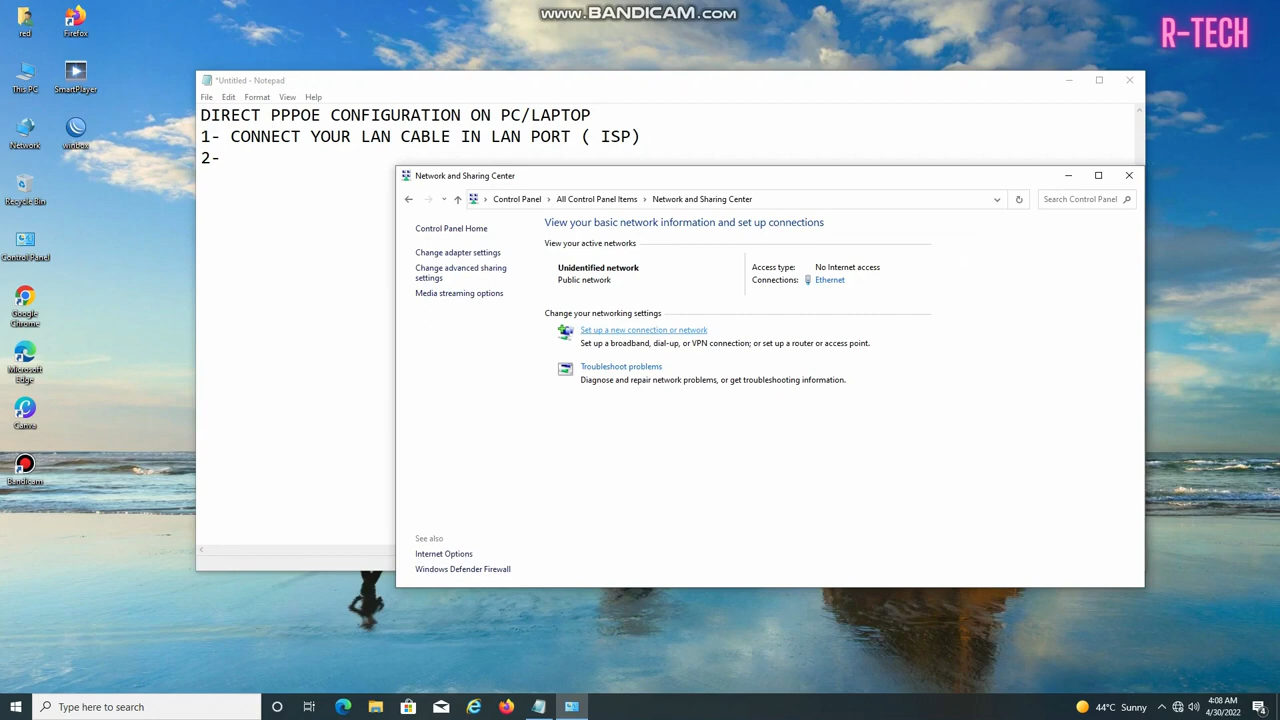 www.BANDICAM.com
R-TECH
red
Firefox
This PC
SmartPlayer
Network
winbox
Recycle Bin
Control Panel
Google
Chrome
Microsoft
Edge
Canva
Bandicam
*Untitled - Notepad
File Edit Format View Help
DIRECT PPPOE CONFIGURATION ON PC/LAPTOP
1- CONNECT YOUR LAN CABLE IN LAN PORT ( ISP)
2-
Network and Sharing Center
Control Panel > All Control Panel Items > Network and Sharing Center
Search Control Panel
Control Panel Home
Change adapter settings
Change advanced sharing
settings
Media streaming options
See also
Internet Options
Windows Defender Firewall
View your basic network information and set up connections
View your active networks
Unidentified network
Public network
Access type: No Internet access
Connections: Ethernet
Change your networking settings
Set up a new connection or network
Set up a broadband, dial-up, or VPN connection; or set up a router or access point.
Troubleshoot problems
Diagnose and repair network problems, or get troubleshooting information.
Type here to search
44°C Sunny
4:08 AM
4/30/2022